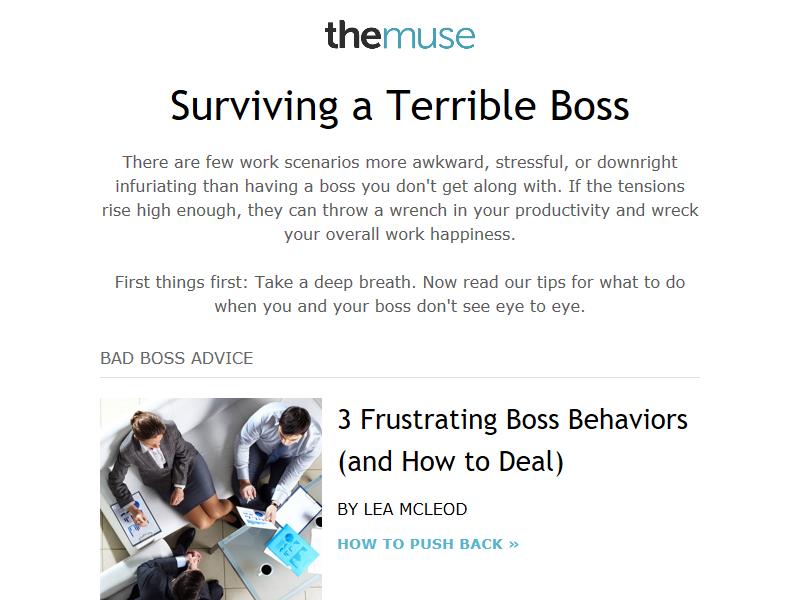 themuse
Surviving a Terrible Boss
There are few work scenarios more awkward, stressful, or downright
infuriating than having a boss you don't get along with. If the tensions
rise high enough, they can throw a wrench in your productivity and wreck
your overall work happiness.
First things first: Take a deep breath. Now read our tips for what to do
when you and your boss don't see eye to eye.
BAD BOSS ADVICE
3 Frustrating Boss Behaviors
(and How to Deal)
BY LEA MCLEOD
HOW TO PUSH BACK »